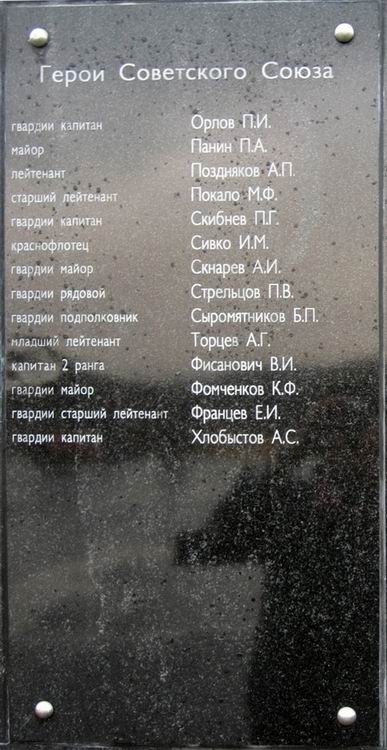 Герои Советского Союза
гвардии капитан Орлов П.И.
майор Панин П.А.
лейтенант Поздняков А.П.
старший лейтенант Покало М.Ф.
гвардии капитан Скибнев П.Г.
краснофлотец Сивко И.М.
гвардии майор Скнарев А.И.
гвардии рядовой Стрельцов П.В.
гвардии подполковник Сыромятников Б.П.
младший лейтенант Торцев А.Г.
капитан 2 ранга Фисанович В.И.
гвардии майор Фомченков К.Ф.
гвардии старший лейтенант Францев Е.И.
гвардии капитан Хлобыстов А.С.